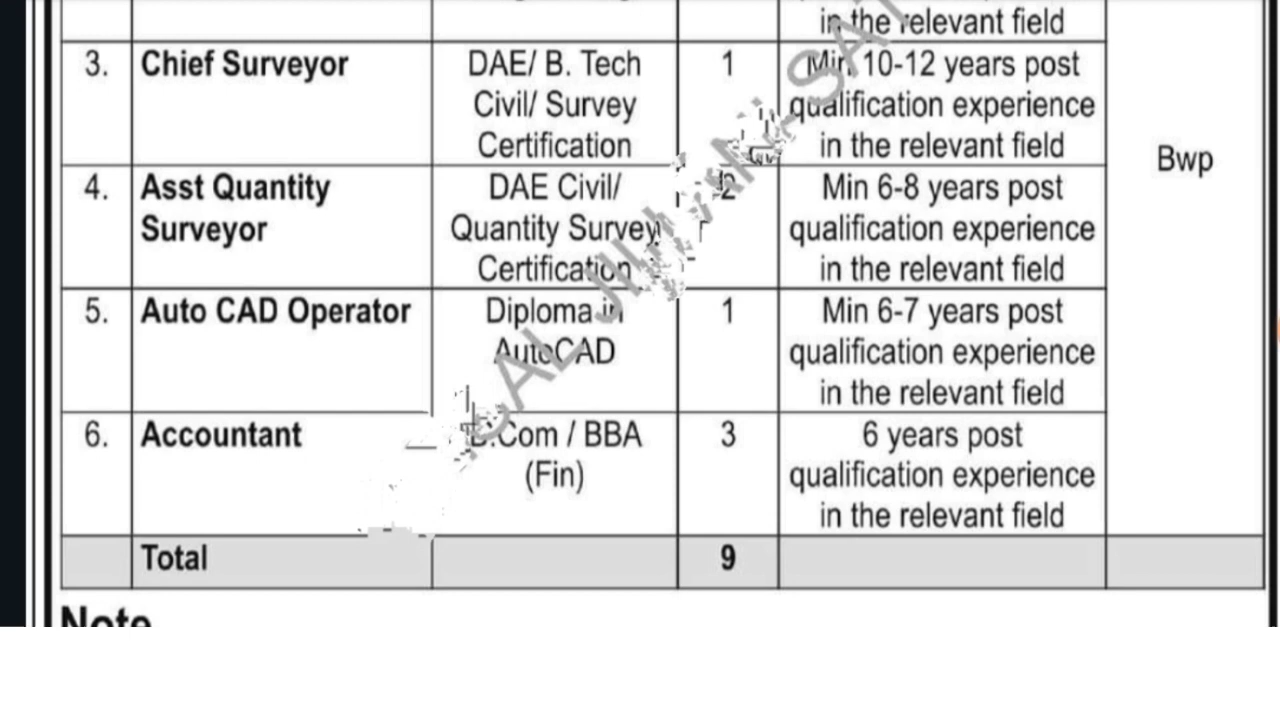 in the relevant field
3. Chief Surveyor DAE/ B. Tech 1 Min 10-12 years post
Civil/ Survey qualification experience
Certification in the relevant field
Bwp
4. Asst Quantity DAE Civil/ 2 Min 6-8 years post
Surveyor Quantity Survey qualification experience
Certification in the relevant field
5. Auto CAD Operator Diploma in 1 Min 6-7 years post
AutoCAD qualification experience
in the relevant field
6. Accountant B.Com / BBA 3 6 years post
(Fin) qualification experience
in the relevant field
Total 9
Note